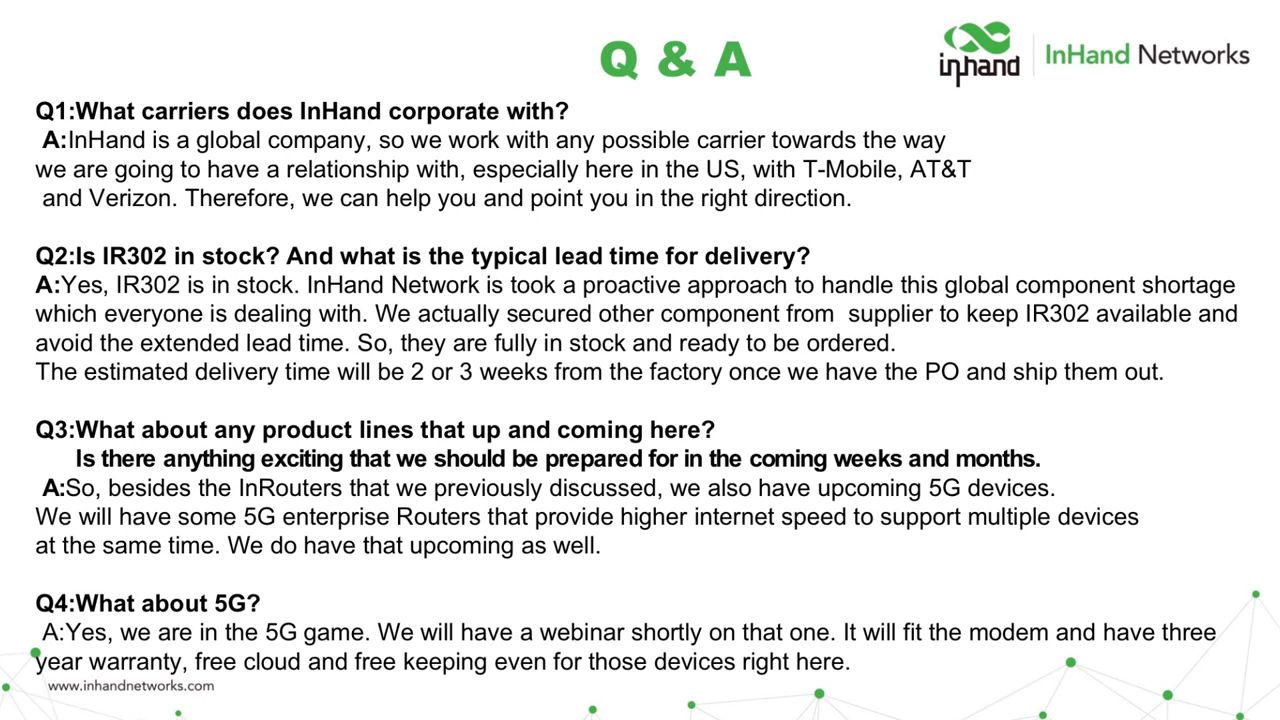 Q & A
inhand
InHand Networks
Q1:What carriers does InHand corporate with?
A:InHand is a global company, so we work with any possible carrier towards the way
we are going to have a relationship with, especially here in the US, with T-Mobile, AT&T
and Verizon. Therefore, we can help you and point you in the right direction.
Q2:Is IR302 in stock? And what is the typical lead time for delivery?
A:Yes, IR302 is in stock. InHand Network is took a proactive approach to handle this global component shortage
which everyone is dealing with. We actually secured other component from supplier to keep IR302 available and
avoid the extended lead time. So, they are fully in stock and ready to be ordered.
The estimated delivery time will be 2 or 3 weeks from the factory once we have the PO and ship them out.
Q3:What about any product lines that up and coming here?
Is there anything exciting that we should be prepared for in the coming weeks and months.
A:So, besides the InRouters that we previously discussed, we also have upcoming 5G devices.
We will have some 5G enterprise Routers that provide higher internet speed to support multiple devices
at the same time. We do have that upcoming as well.
Q4:What about 5G?
A:Yes, we are in the 5G game. We will have a webinar shortly on that one. It will fit the modem and have three
year warranty, free cloud and free keeping even for those devices right here.
www.inhandnetworks.com